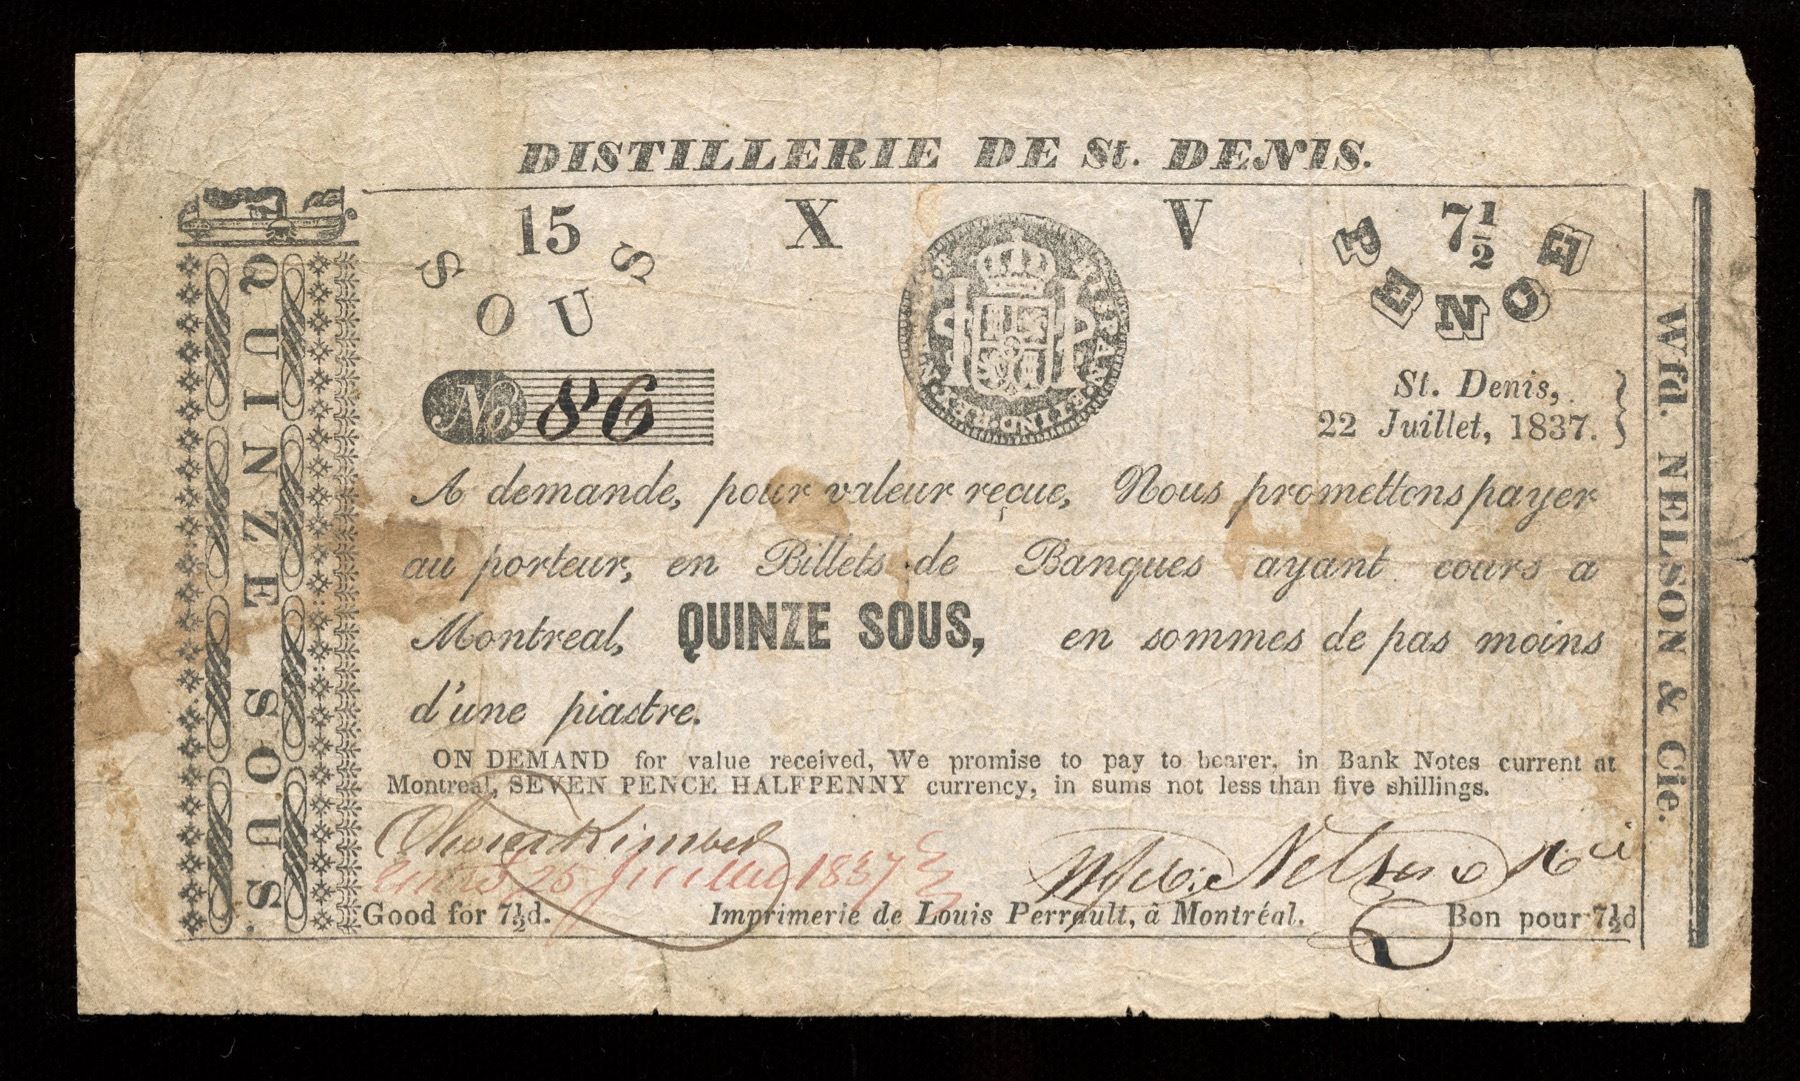 DISTILLERIE DE St. DENIS.
15 X V 7½
SOUS PENCE
No. 86
St. Denis,
22 Juillet, 1837.
A demande, pour valeur reçue, Nous promettons payer
au porteur, en Billets de Banques ayant cours a
Montreal, QUINZE SOUS, en sommes de pas moins
d'une piastre.
ON DEMAND for value received, We promise to pay to bearer, in Bank Notes current at
Montreal, SEVEN PENCE HALFPENNY currency, in sums not less than five shillings.
Kimber
25 Juillet 1837
Nelson
Good for 7½d. Imprimerie de Louis Perrault, à Montréal. Bon pour 7½d
QUINZE SOUS.
Wfd. NELSON & Cie.